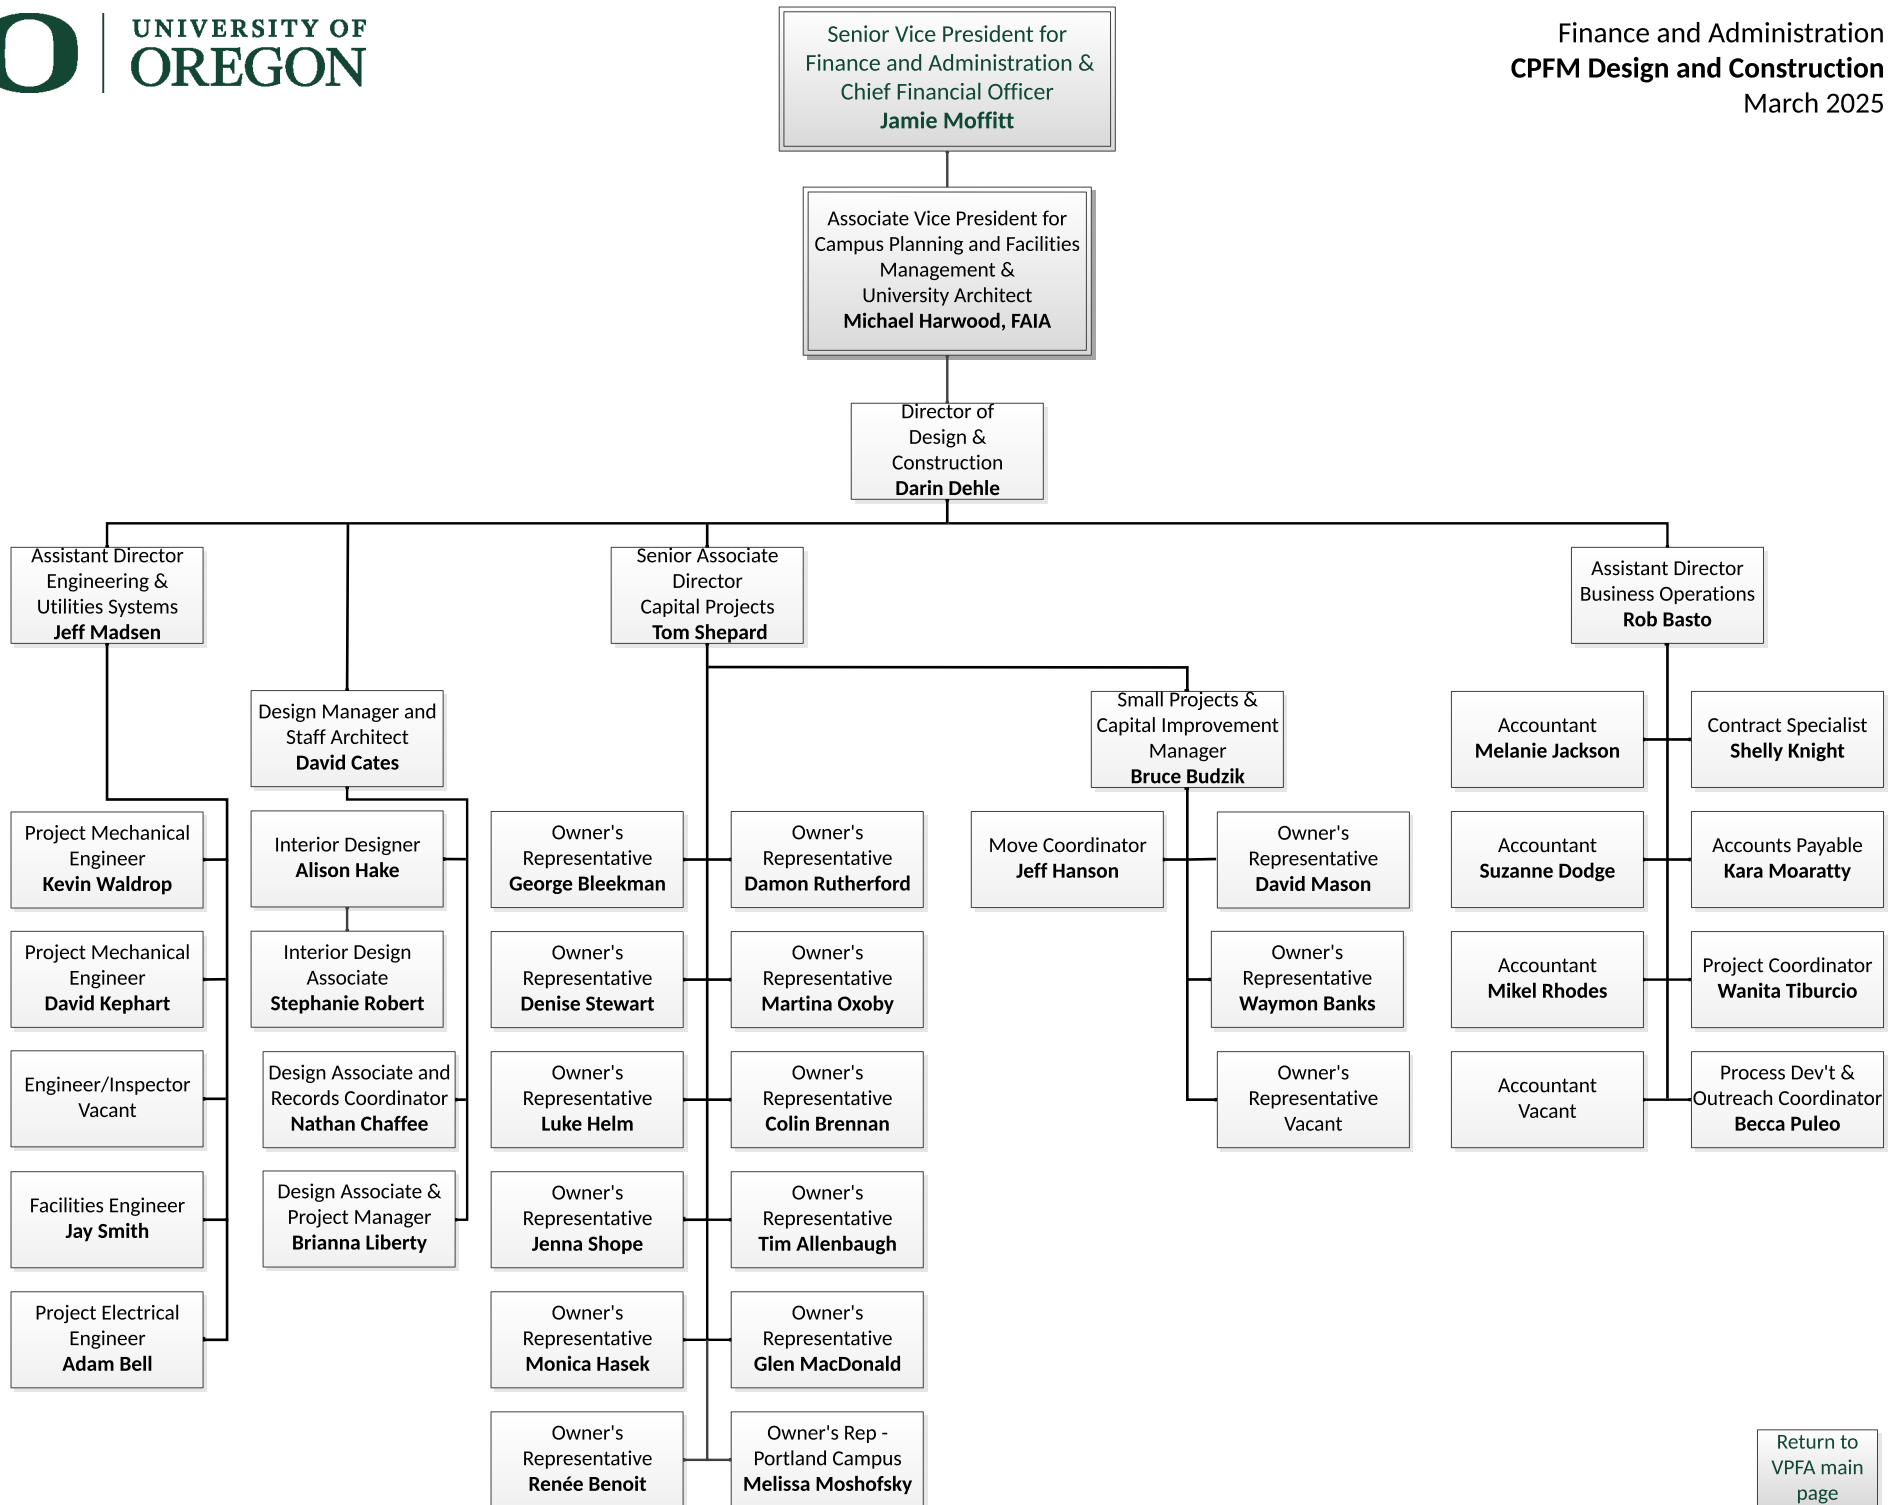 UNIVERSITY OF
OREGON
Finance and Administration
CPFM Design and Construction
March 2025
Senior Vice President for
Finance and Administration &
Chief Financial Officer
Jamie Moffitt
Associate Vice President for
Campus Planning and Facilities
Management &
University Architect
Michael Harwood, FAIA
Director of
Design &
Construction
Darin Dehle
Assistant Director
Engineering &
Utilities Systems
Jeff Madsen
Senior Associate
Director
Capital Projects
Tom Shepard
Assistant Director
Business Operations
Rob Basto
Design Manager and
Staff Architect
David Cates
Small Projects &
Capital Improvement
Manager
Bruce Budzik
Accountant
Melanie Jackson
Contract Specialist
Shelly Knight
Project Mechanical
Engineer
Kevin Waldrop
Interior Designer
Alison Hake
Owner's
Representative
George Bleekman
Owner's
Representative
Damon Rutherford
Move Coordinator
Jeff Hanson
Owner's
Representative
David Mason
Accountant
Suzanne Dodge
Accounts Payable
Kara Moaratty
Project Mechanical
Engineer
David Kephart
Interior Design
Associate
Stephanie Robert
Owner's
Representative
Denise Stewart
Owner's
Representative
Martina Oxoby
Owner's
Representative
Waymon Banks
Accountant
Mikel Rhodes
Project Coordinator
Wanita Tiburcio
Engineer/Inspector
Vacant
Design Associate and
Records Coordinator
Nathan Chaffee
Owner's
Representative
Luke Helm
Owner's
Representative
Colin Brennan
Owner's
Representative
Vacant
Accountant
Vacant
Process Dev't &
Outreach Coordinator
Becca Puleo
Facilities Engineer
Jay Smith
Design Associate &
Project Manager
Brianna Liberty
Owner's
Representative
Jenna Shope
Owner's
Representative
Tim Allenbaugh
Project Electrical
Engineer
Adam Bell
Owner's
Representative
Monica Hasek
Owner's
Representative
Glen MacDonald
Owner's
Representative
Renée Benoit
Owner's Rep -
Portland Campus
Melissa Moshofsky
Return to
VPFA main
page